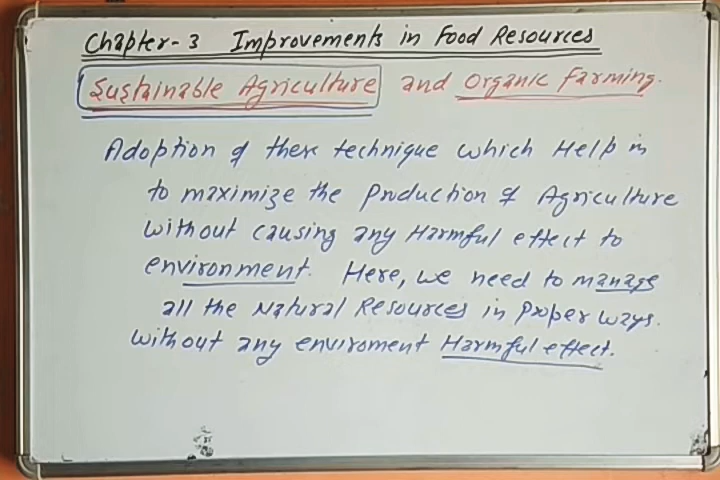 Chapter-3 Improvements in Food Resources
Sustainable Agriculture and Organic Farming.
Adoption of these technique which Help in
to maximize the Production of Agriculture
without causing any Harmful effect to
environment. Here, we need to manage
all the Natural Resources in Proper ways.
without any enviroment Harmful effect.